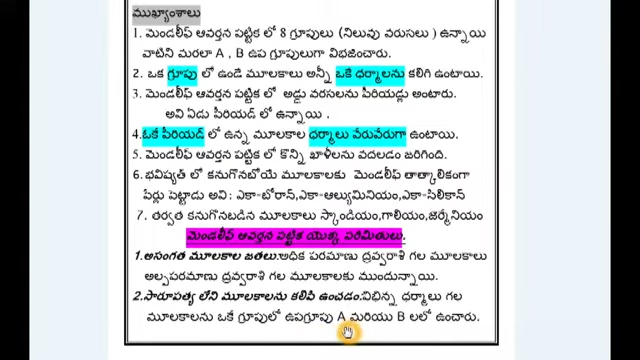 ముఖ్యాంశాలు
1. మెండలీఫ్ ఆవర్తన పట్టిక లో 8 గ్రూపులు (నిలువు వరుసలు) ఉన్నాయి
వాటిని మరలా A , B ఉప గ్రూపులుగా విభజించారు.
2. ఒక గ్రూపు లో ఉండే మూలకాలు అన్నీ ఒకే ధర్మాలను కలిగి ఉంటాయి.
3. మెండలీఫ్ ఆవర్తన పట్టిక లో అడ్డు వరసలను పీరియడ్లు అంటారు.
అవి ఏడు పీరియడ్ లో ఉన్నాయి .
4.ఓకే పీరియడ్ లో ఉన్న మూలకాల ధర్మాలు వేరువేరుగా ఉంటాయి.
5. మెండలీఫ్ ఆవర్తన పట్టిక లో కొన్ని ఖాళీలను వదలడం జరిగింది.
6. భవిష్యత్ లో కనుగొనబోయే మూలకాలకు మెండలీఫ్ తాత్కాలికంగా
పేర్లు పెట్టాడు అవి : ఎకా-బోరాన్,ఎకా-ఆల్యుమినియం,ఎకా-సిలికాన్
7. తర్వత కనుగొనబడిన మూలకాలు స్కాండియం,గాలియం,జెర్మేనియం
మెండలీఫ్ ఆవర్తన పట్టిక యొక్క పరిమితులు.
1.అసంగత మూలకాల జతలు:అధిక పరమాణు ద్రవ్యరాశి గల మూలకాలు
అల్పపరమాణు ద్రవ్యరాశి గల మూలకాలకు ముందున్నాయి.
2.సారూపత్య లేని మూలకాలను కలిపి ఉంచడం:విభిన్న ధర్మాలు గల
మూలకాలను ఒకే గ్రూపులో ఉపగ్రూపు A మరియు B లలో ఉంచారు.